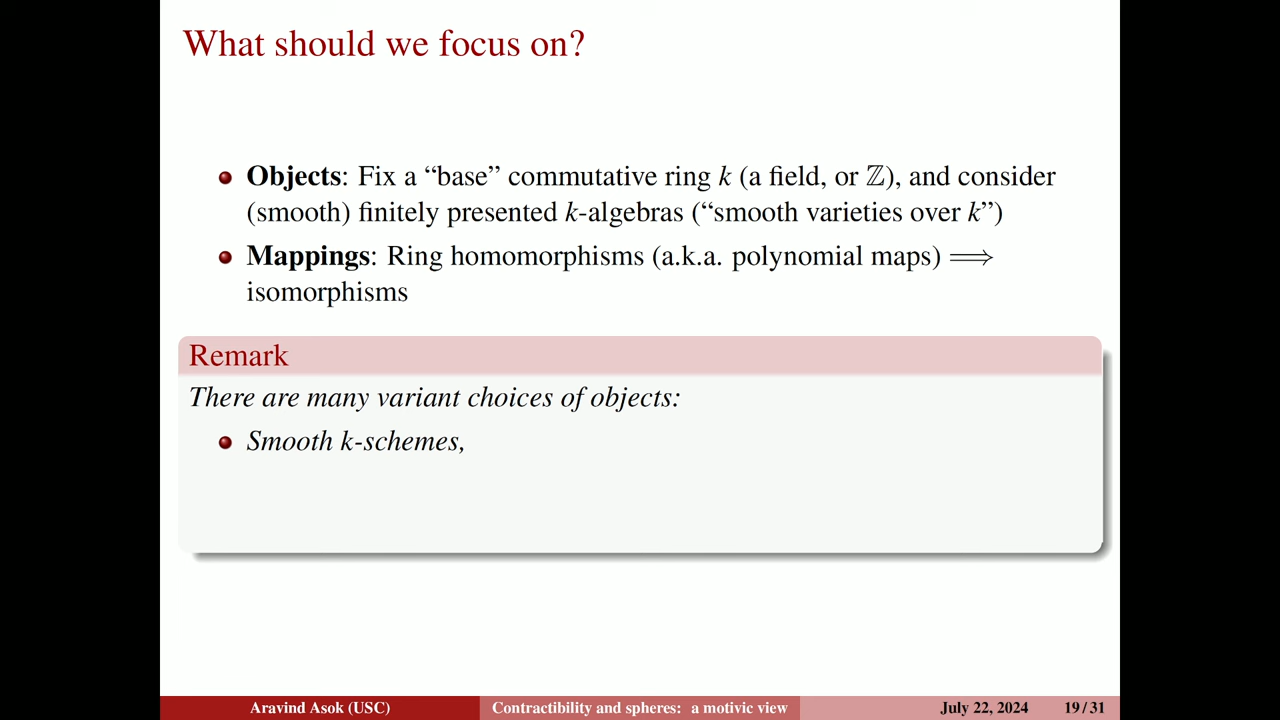 What should we focus on?
Objects: Fix a “base” commutative ring k (a field, or ℤ), and consider
(smooth) finitely presented k-algebras (“smooth varieties over k”)
Mappings: Ring homomorphisms (a.k.a. polynomial maps) ⟹
isomorphisms
Remark
There are many variant choices of objects:
Smooth k-schemes,
Aravind Asok (USC) Contractibility and spheres: a motivic view July 22, 2024 19 / 31